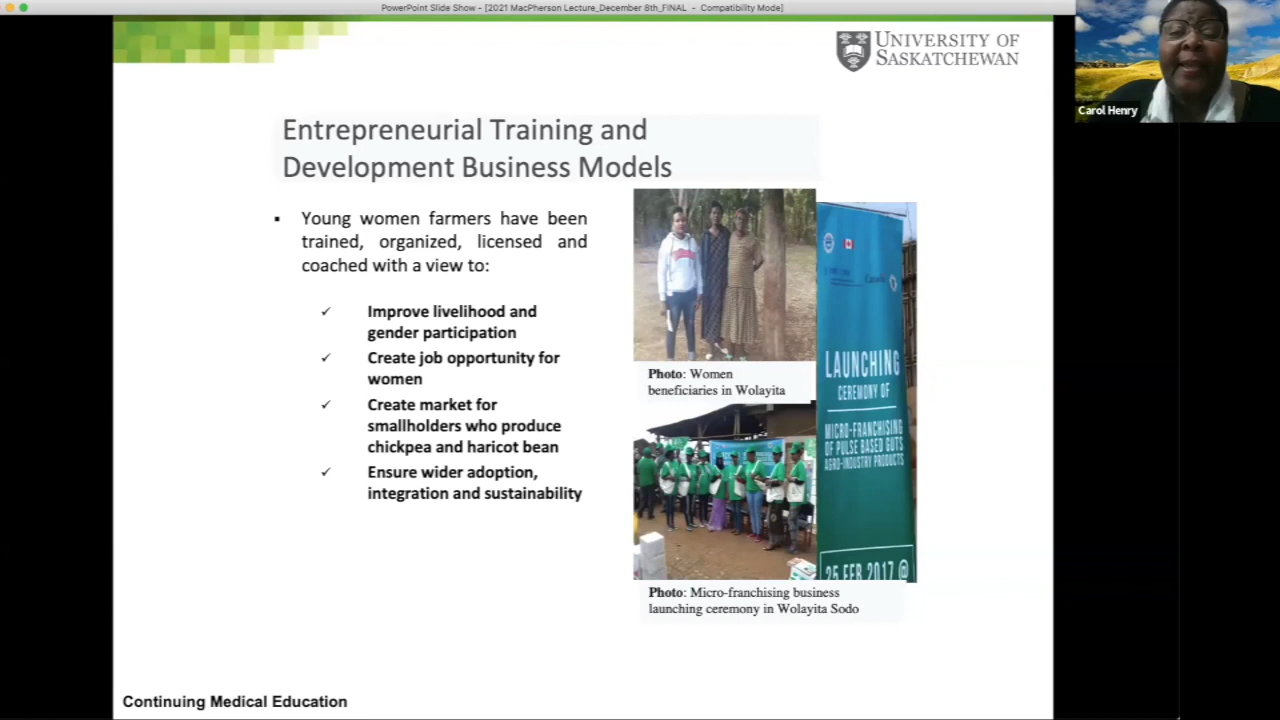 PowerPoint Slide Show - [2021 MacPherson Lecture_December 8th_FINAL - Compatibility Mode]
UNIVERSITY OF
SASKATCHEWAN
Carol Henry
Entrepreneurial Training and
Development Business Models
▪ Young women farmers have been
trained, organized, licensed and
coached with a view to:
✓ Improve livelihood and
gender participation
✓ Create job opportunity for
women
✓ Create market for
smallholders who produce
chickpea and haricot bean
✓ Ensure wider adoption,
integration and sustainability
Photo: Women
beneficiaries in Wolayita
LAUNCHING
CEREMONY OF
MICRO-FRANCHISING
OF PULSE BASED GUTS
AGRO-INDUSTRY PRODUCTS
25 FEB 2017 @
Photo: Micro-franchising business
launching ceremony in Wolayita Sodo
Continuing Medical Education